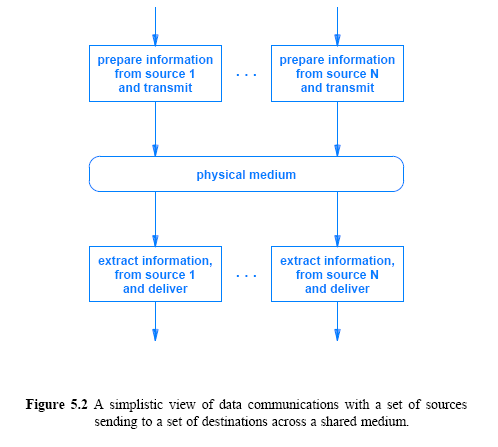 prepare information
from source 1
and transmit
. . .
prepare information
from source N
and transmit
physical medium
extract information,
from source 1
and deliver
. . .
extract information,
from source N
and deliver
Figure 5.2 A simplistic view of data communications with a set of sources
sending to a set of destinations across a shared medium.